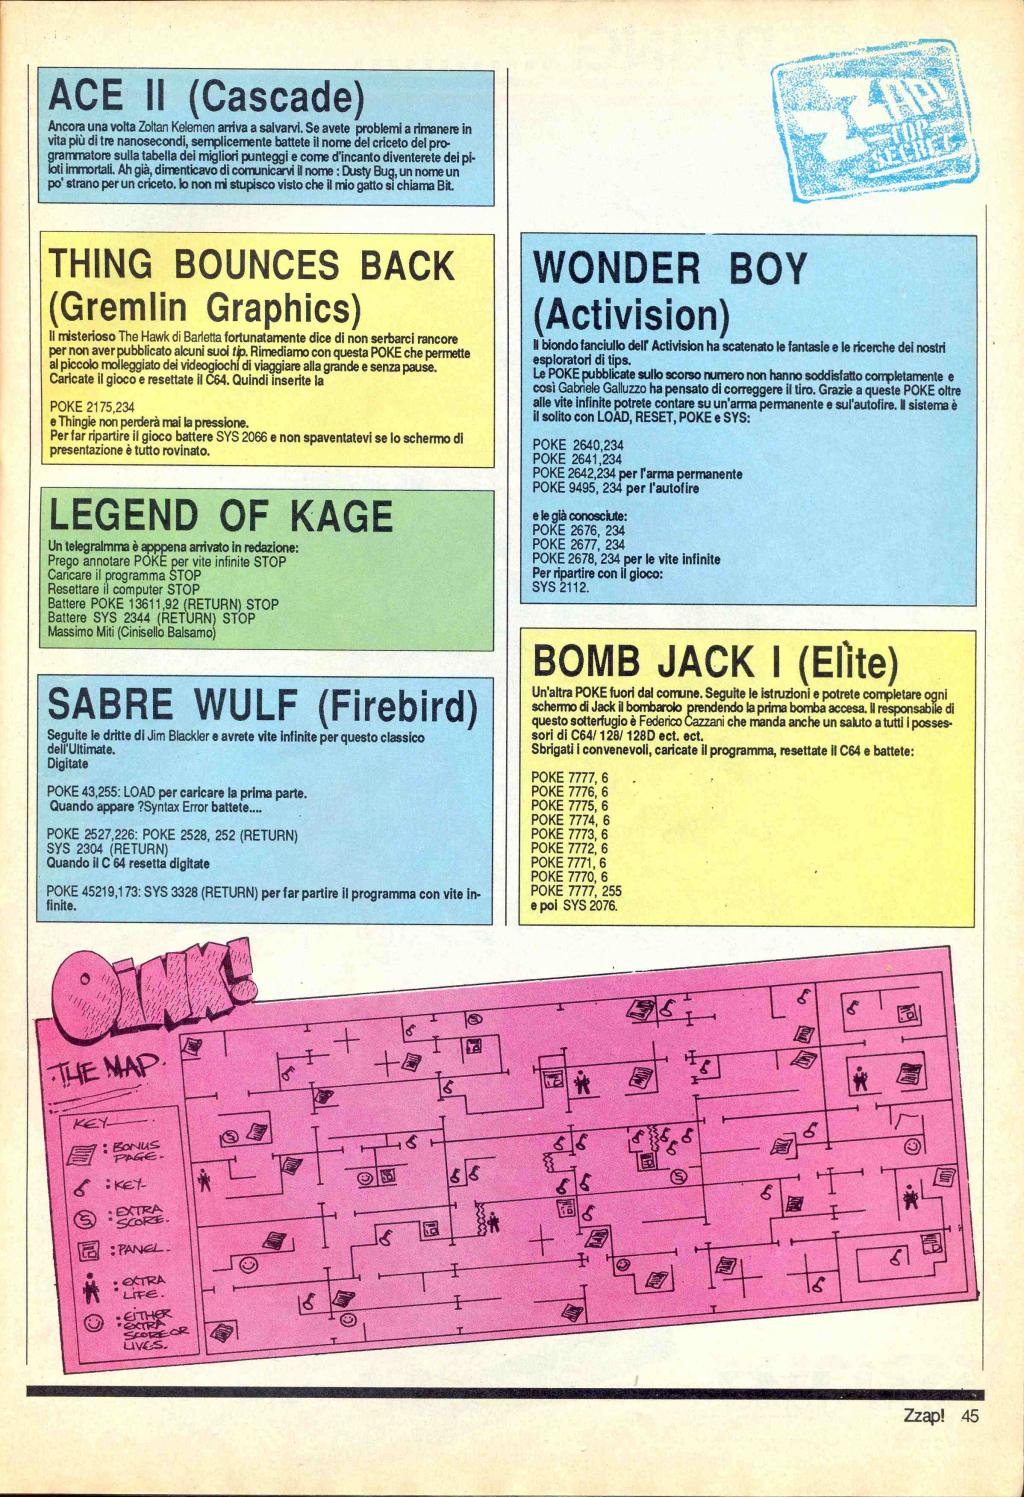 ACE II (Cascade)
Ancora una volta Zoltan Kelemen arriva a salvarvi. Se avete problemi a rimanere in
vita più di tre nanosecondi, semplicemente battete il nome del criceto del pro-
grammatore sulla tabella dei migliori punteggi e come d'incanto diventerete dei pi-
loti immortali. Ah già, dimenticavo di comunicarvi il nome : Dusty Bug, un nome un
po' strano per un criceto. Io non mi stupisco visto che il mio gatto si chiama Bit.
THING BOUNCES BACK
(Gremlin Graphics)
Il misterioso The Hawk di Barletta fortunatamente dice di non serbarci rancore
per non aver pubblicato alcuni suoi tip. Rimediamo con questa POKE che permette
al piccolo molleggiato dei videogiochi di viaggiare alla grande e senza pause.
Caricate il gioco e resettate il C64. Quindi inserite la
POKE 2175,234
e Thingie non perderà mai la pressione.
Per far ripartire il gioco battere SYS 2066 e non spaventatevi se lo schermo di
presentazione è tutto rovinato.
LEGEND OF KAGE
Un telegralmma è apppena arrivato in redazione:
Prego annotare POKE per vite infinite STOP
Caricare il programma STOP
Resettare il computer STOP
Battere POKE 13611,92 (RETURN) STOP
Battere SYS 2344 (RETURN) STOP
Massimo Miti (Cinisello Balsamo)
SABRE WULF (Firebird)
Seguite le dritte di Jim Blackler e avrete vite infinite per questo classico
dell'Ultimate.
Digitate
POKE 43,255: LOAD per caricare la prima parte.
Quando appare ?Syntax Error battete....
POKE 2527,226: POKE 2528, 252 (RETURN)
SYS 2304 (RETURN)
Quando il C 64 resetta digitate
POKE 45219,173: SYS 3328 (RETURN) per far partire il programma con vite in-
finite.
ZZAP!
TOP
SECRET
WONDER BOY
(Activision)
Il biondo fanciullo dell' Activision ha scatenato le fantasie e le ricerche dei nostri
esploratori di tips.
Le POKE pubblicate sullo scorso numero non hanno soddisfatto completamente e
così Gabriele Galluzzo ha pensato di correggere il tiro. Grazie a queste POKE oltre
alle vite infinite potrete contare su un'arma permanente e sul'autofire. Il sistema è
il solito con LOAD, RESET, POKE e SYS:
POKE 2640,234
POKE 2641,234
POKE 2642,234 per l'arma permanente
POKE 9495, 234 per l'autofire
e le già conosciute:
POKE 2676, 234
POKE 2677, 234
POKE 2678, 234 per le vite infinite
Per ripartire con il gioco:
SYS 2112.
BOMB JACK I (Elite)
Un'altra POKE fuori dal comune. Seguite le istruzioni e potrete completare ogni
schermo di Jack il bombarolo prendendo la prima bomba accesa. Il responsabile di
questo sotterfugio è Federico Cazzani che manda anche un saluto a tutti i posses-
sori di C64/ 128/ 128D ect. ect.
Sbrigati i convenevoli, caricate il programma, resettate il C64 e battete:
POKE 7777, 6
POKE 7776, 6
POKE 7775, 6
POKE 7774, 6
POKE 7773, 6
POKE 7772, 6
POKE 7771, 6
POKE 7770, 6
POKE 7777, 255
e poi SYS 2076.
OINK!
THE MAP.
KEY
: BONUS
PAGE.
: KEY
: EXTRA
SCORE.
: PANEL.
: EXTRA
LIFE.
: EITHER
EXTRA
SCORE OR
LIVES.
Zzap! 45